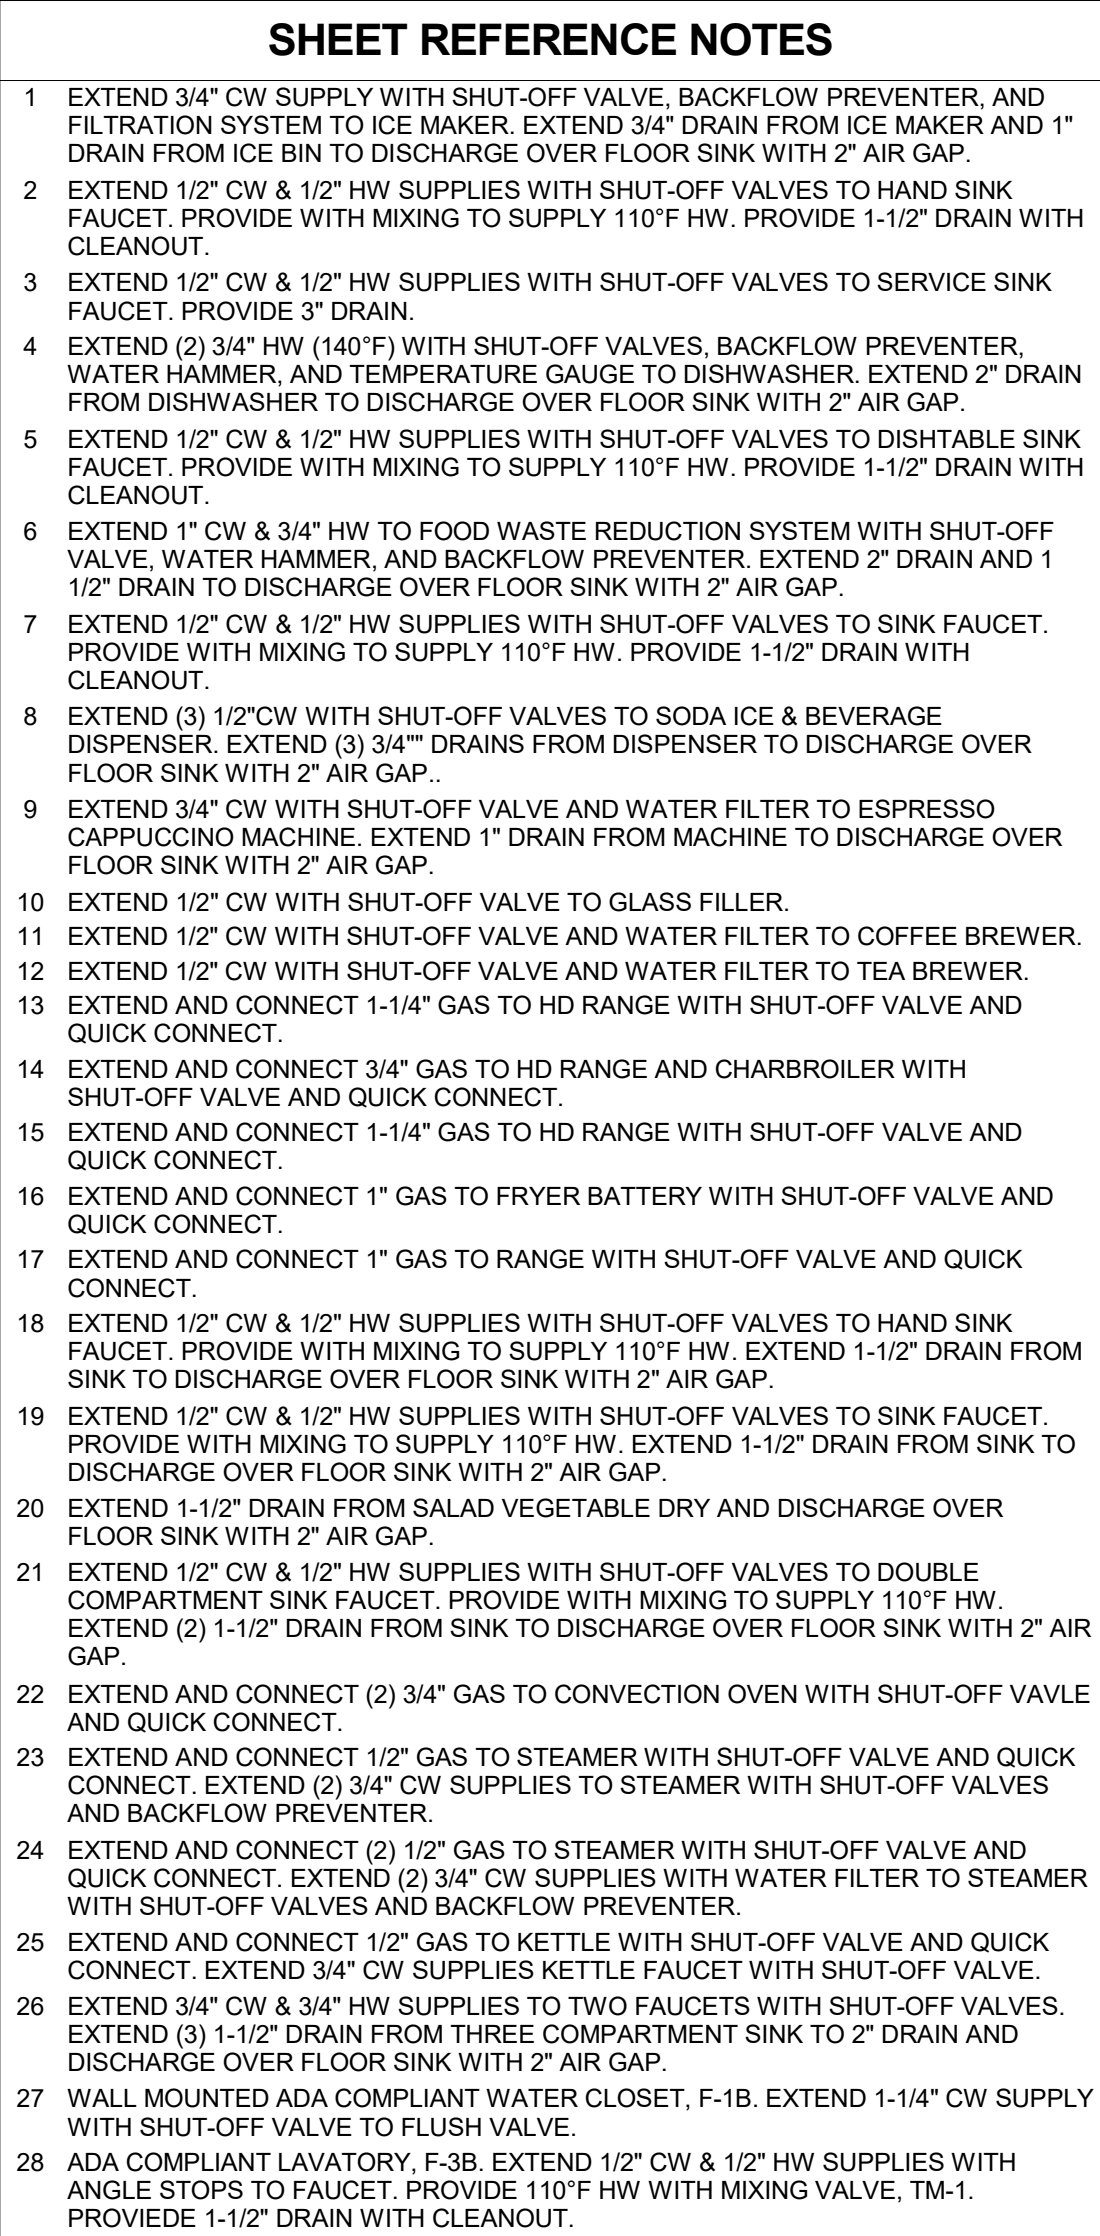 SHEET REFERENCE NOTES
1 EXTEND 3/4" CW SUPPLY WITH SHUT-OFF VALVE, BACKFLOW PREVENTER, AND
FILTRATION SYSTEM TO ICE MAKER. EXTEND 3/4" DRAIN FROM ICE MAKER AND 1"
DRAIN FROM ICE BIN TO DISCHARGE OVER FLOOR SINK WITH 2" AIR GAP.
2 EXTEND 1/2" CW & 1/2" HW SUPPLIES WITH SHUT-OFF VALVES TO HAND SINK
FAUCET. PROVIDE WITH MIXING TO SUPPLY 110°F HW. PROVIDE 1-1/2" DRAIN WITH
CLEANOUT.
3 EXTEND 1/2" CW & 1/2" HW SUPPLIES WITH SHUT-OFF VALVES TO SERVICE SINK
FAUCET. PROVIDE 3" DRAIN.
4 EXTEND (2) 3/4" HW (140°F) WITH SHUT-OFF VALVES, BACKFLOW PREVENTER,
WATER HAMMER, AND TEMPERATURE GAUGE TO DISHWASHER. EXTEND 2" DRAIN
FROM DISHWASHER TO DISCHARGE OVER FLOOR SINK WITH 2" AIR GAP.
5 EXTEND 1/2" CW & 1/2" HW SUPPLIES WITH SHUT-OFF VALVES TO DISHTABLE SINK
FAUCET. PROVIDE WITH MIXING TO SUPPLY 110°F HW. PROVIDE 1-1/2" DRAIN WITH
CLEANOUT.
6 EXTEND 1" CW & 3/4" HW TO FOOD WASTE REDUCTION SYSTEM WITH SHUT-OFF
VALVE, WATER HAMMER, AND BACKFLOW PREVENTER. EXTEND 2" DRAIN AND 1
1/2" DRAIN TO DISCHARGE OVER FLOOR SINK WITH 2" AIR GAP.
7 EXTEND 1/2" CW & 1/2" HW SUPPLIES WITH SHUT-OFF VALVES TO SINK FAUCET.
PROVIDE WITH MIXING TO SUPPLY 110°F HW. PROVIDE 1-1/2" DRAIN WITH
CLEANOUT.
8 EXTEND (3) 1/2"CW WITH SHUT-OFF VALVES TO SODA ICE & BEVERAGE
DISPENSER. EXTEND (3) 3/4"" DRAINS FROM DISPENSER TO DISCHARGE OVER
FLOOR SINK WITH 2" AIR GAP..
9 EXTEND 3/4" CW WITH SHUT-OFF VALVE AND WATER FILTER TO ESPRESSO
CAPPUCCINO MACHINE. EXTEND 1" DRAIN FROM MACHINE TO DISCHARGE OVER
FLOOR SINK WITH 2" AIR GAP.
10 EXTEND 1/2" CW WITH SHUT-OFF VALVE TO GLASS FILLER.
11 EXTEND 1/2" CW WITH SHUT-OFF VALVE AND WATER FILTER TO COFFEE BREWER.
12 EXTEND 1/2" CW WITH SHUT-OFF VALVE AND WATER FILTER TO TEA BREWER.
13 EXTEND AND CONNECT 1-1/4" GAS TO HD RANGE WITH SHUT-OFF VALVE AND
QUICK CONNECT.
14 EXTEND AND CONNECT 3/4" GAS TO HD RANGE AND CHARBROILER WITH
SHUT-OFF VALVE AND QUICK CONNECT.
15 EXTEND AND CONNECT 1-1/4" GAS TO HD RANGE WITH SHUT-OFF VALVE AND
QUICK CONNECT.
16 EXTEND AND CONNECT 1" GAS TO FRYER BATTERY WITH SHUT-OFF VALVE AND
QUICK CONNECT.
17 EXTEND AND CONNECT 1" GAS TO RANGE WITH SHUT-OFF VALVE AND QUICK
CONNECT.
18 EXTEND 1/2" CW & 1/2" HW SUPPLIES WITH SHUT-OFF VALVES TO HAND SINK
FAUCET. PROVIDE WITH MIXING TO SUPPLY 110°F HW. EXTEND 1-1/2" DRAIN FROM
SINK TO DISCHARGE OVER FLOOR SINK WITH 2" AIR GAP.
19 EXTEND 1/2" CW & 1/2" HW SUPPLIES WITH SHUT-OFF VALVES TO SINK FAUCET.
PROVIDE WITH MIXING TO SUPPLY 110°F HW. EXTEND 1-1/2" DRAIN FROM SINK TO
DISCHARGE OVER FLOOR SINK WITH 2" AIR GAP.
20 EXTEND 1-1/2" DRAIN FROM SALAD VEGETABLE DRY AND DISCHARGE OVER
FLOOR SINK WITH 2" AIR GAP.
21 EXTEND 1/2" CW & 1/2" HW SUPPLIES WITH SHUT-OFF VALVES TO DOUBLE
COMPARTMENT SINK FAUCET. PROVIDE WITH MIXING TO SUPPLY 110°F HW.
EXTEND (2) 1-1/2" DRAIN FROM SINK TO DISCHARGE OVER FLOOR SINK WITH 2" AIR
GAP.
22 EXTEND AND CONNECT (2) 3/4" GAS TO CONVECTION OVEN WITH SHUT-OFF VAVLE
AND QUICK CONNECT.
23 EXTEND AND CONNECT 1/2" GAS TO STEAMER WITH SHUT-OFF VALVE AND QUICK
CONNECT. EXTEND (2) 3/4" CW SUPPLIES TO STEAMER WITH SHUT-OFF VALVES
AND BACKFLOW PREVENTER.
24 EXTEND AND CONNECT (2) 1/2" GAS TO STEAMER WITH SHUT-OFF VALVE AND
QUICK CONNECT. EXTEND (2) 3/4" CW SUPPLIES WITH WATER FILTER TO STEAMER
WITH SHUT-OFF VALVES AND BACKFLOW PREVENTER.
25 EXTEND AND CONNECT 1/2" GAS TO KETTLE WITH SHUT-OFF VALVE AND QUICK
CONNECT. EXTEND 3/4" CW SUPPLIES KETTLE FAUCET WITH SHUT-OFF VALVE.
26 EXTEND 3/4" CW & 3/4" HW SUPPLIES TO TWO FAUCETS WITH SHUT-OFF VALVES.
EXTEND (3) 1-1/2" DRAIN FROM THREE COMPARTMENT SINK TO 2" DRAIN AND
DISCHARGE OVER FLOOR SINK WITH 2" AIR GAP.
27 WALL MOUNTED ADA COMPLIANT WATER CLOSET, F-1B. EXTEND 1-1/4" CW SUPPLY
WITH SHUT-OFF VALVE TO FLUSH VALVE.
28 ADA COMPLIANT LAVATORY, F-3B. EXTEND 1/2" CW & 1/2" HW SUPPLIES WITH
ANGLE STOPS TO FAUCET. PROVIDE 110°F HW WITH MIXING VALVE, TM-1.
PROVIEDE 1-1/2" DRAIN WITH CLEANOUT.